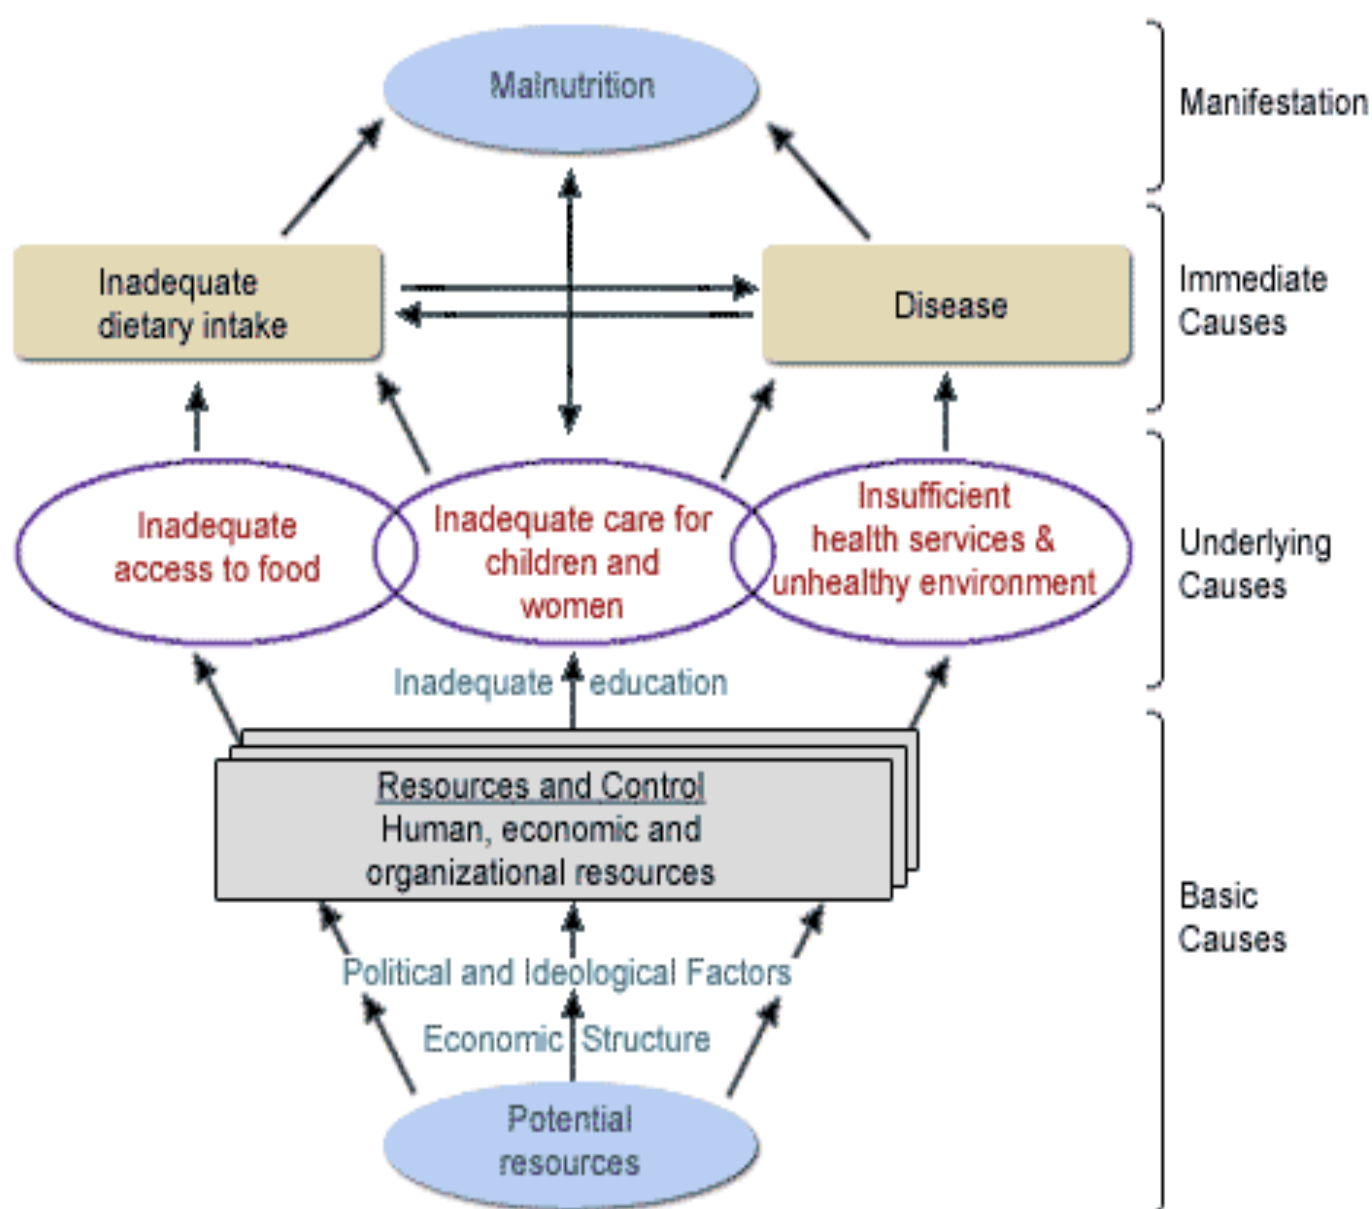 Malnutrition
Manifestation
Inadequate
dietary intake
Disease
Immediate
Causes
Inadequate
access to food
Inadequate care for
children and
women
Insufficient
health services &
unhealthy environment
Underlying
Causes
Inadequate education
Resources and Control
Human, economic and
organizational resources
Political and Ideological Factors
Economic Structure
Basic
Causes
Potential
resources